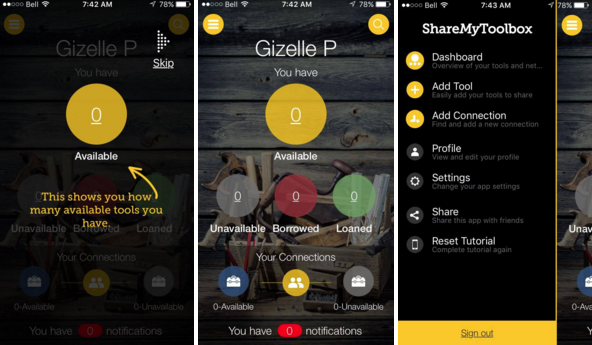 ●●○○○ Bell 7:42 AM 78%
Gizelle P
Skip
You have
0
Available
This shows you how
many available tools you
have.
0 0 0
Unavailable Borrowed Loaned
Your Connections
0-Available 0-Unavailable
You have 0 notifications
●●○○○ Bell 7:42 AM 78%
Gizelle P
You have
0
Available
0 0 0
Unavailable Borrowed Loaned
Your Connections
0-Available 0-Unavailable
You have 0 notifications
●●○○○ Bell 7:43 AM 78%
ShareMyToolbox
Dashboard
Overview of your tools and net...
Add Tool
Easily add your tools to share
Add Connection
Find and add a new connection
Profile
View and edit your profile
Settings
Change your app settings
Share
Share this app with friends
Reset Tutorial
Complete tutorial again
Sign out
Unav
0-Ava
Y